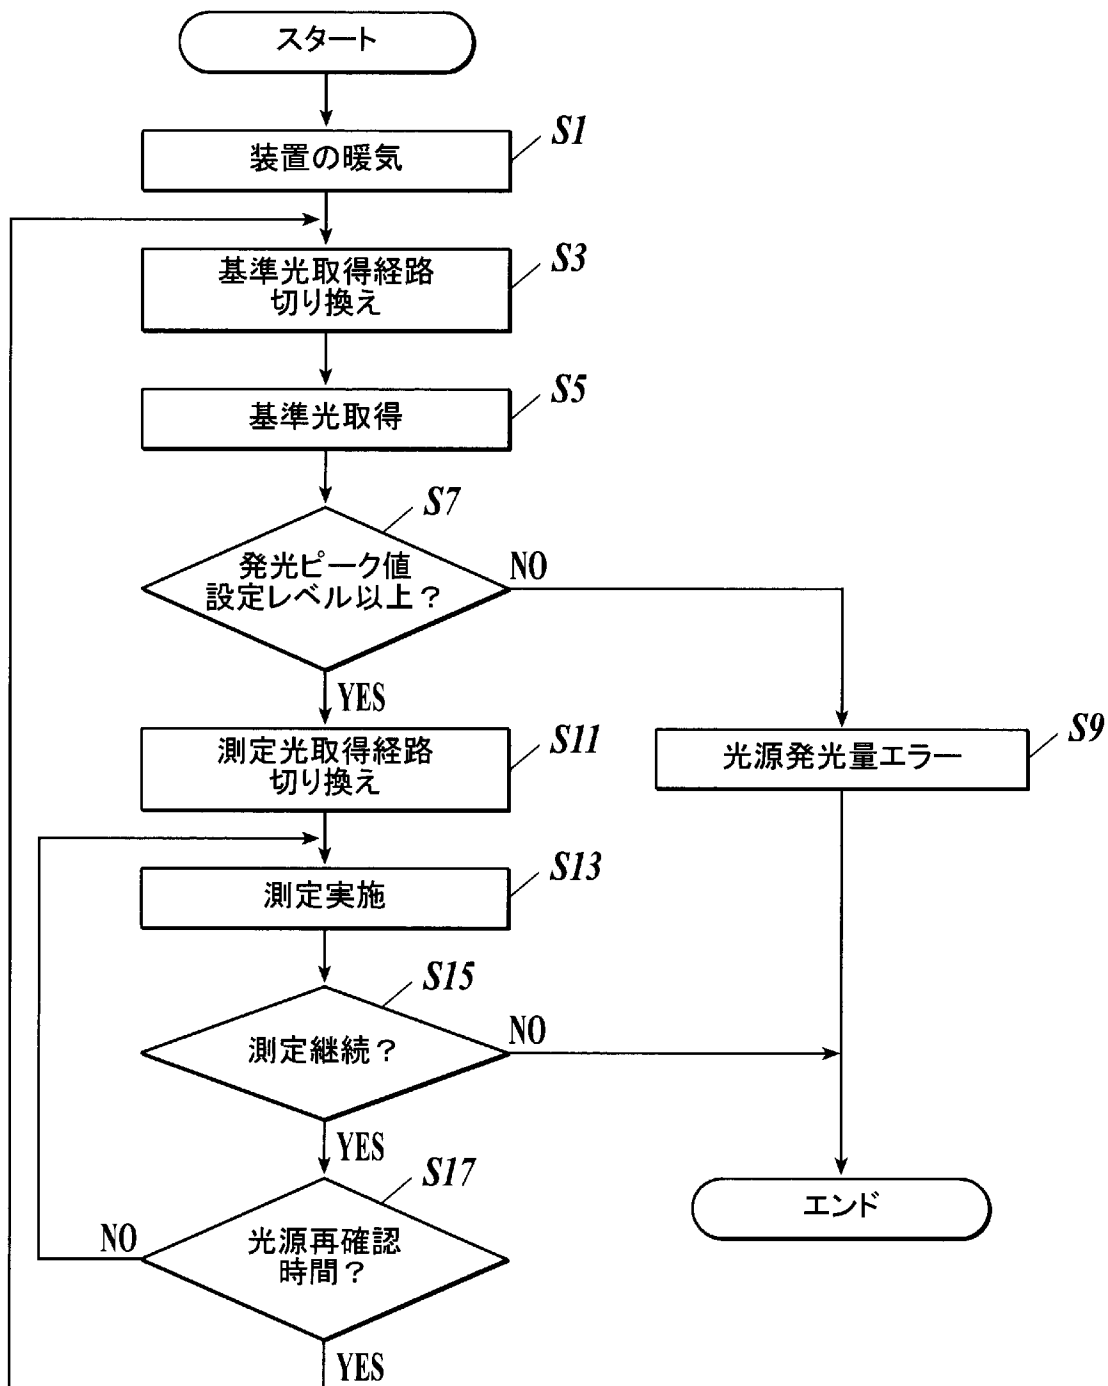 スタート
S1
装置の暖気
S3
基準光取得経路
切り換え
S5
基準光取得
S7
発光ピーク値
設定レベル以上？
NO
YES
S11
測定光取得経路
切り換え
S9
光源発光量エラー
S13
測定実施
S15
測定継続？
NO
YES
S17
光源再確認
時間？
NO
YES
エンド